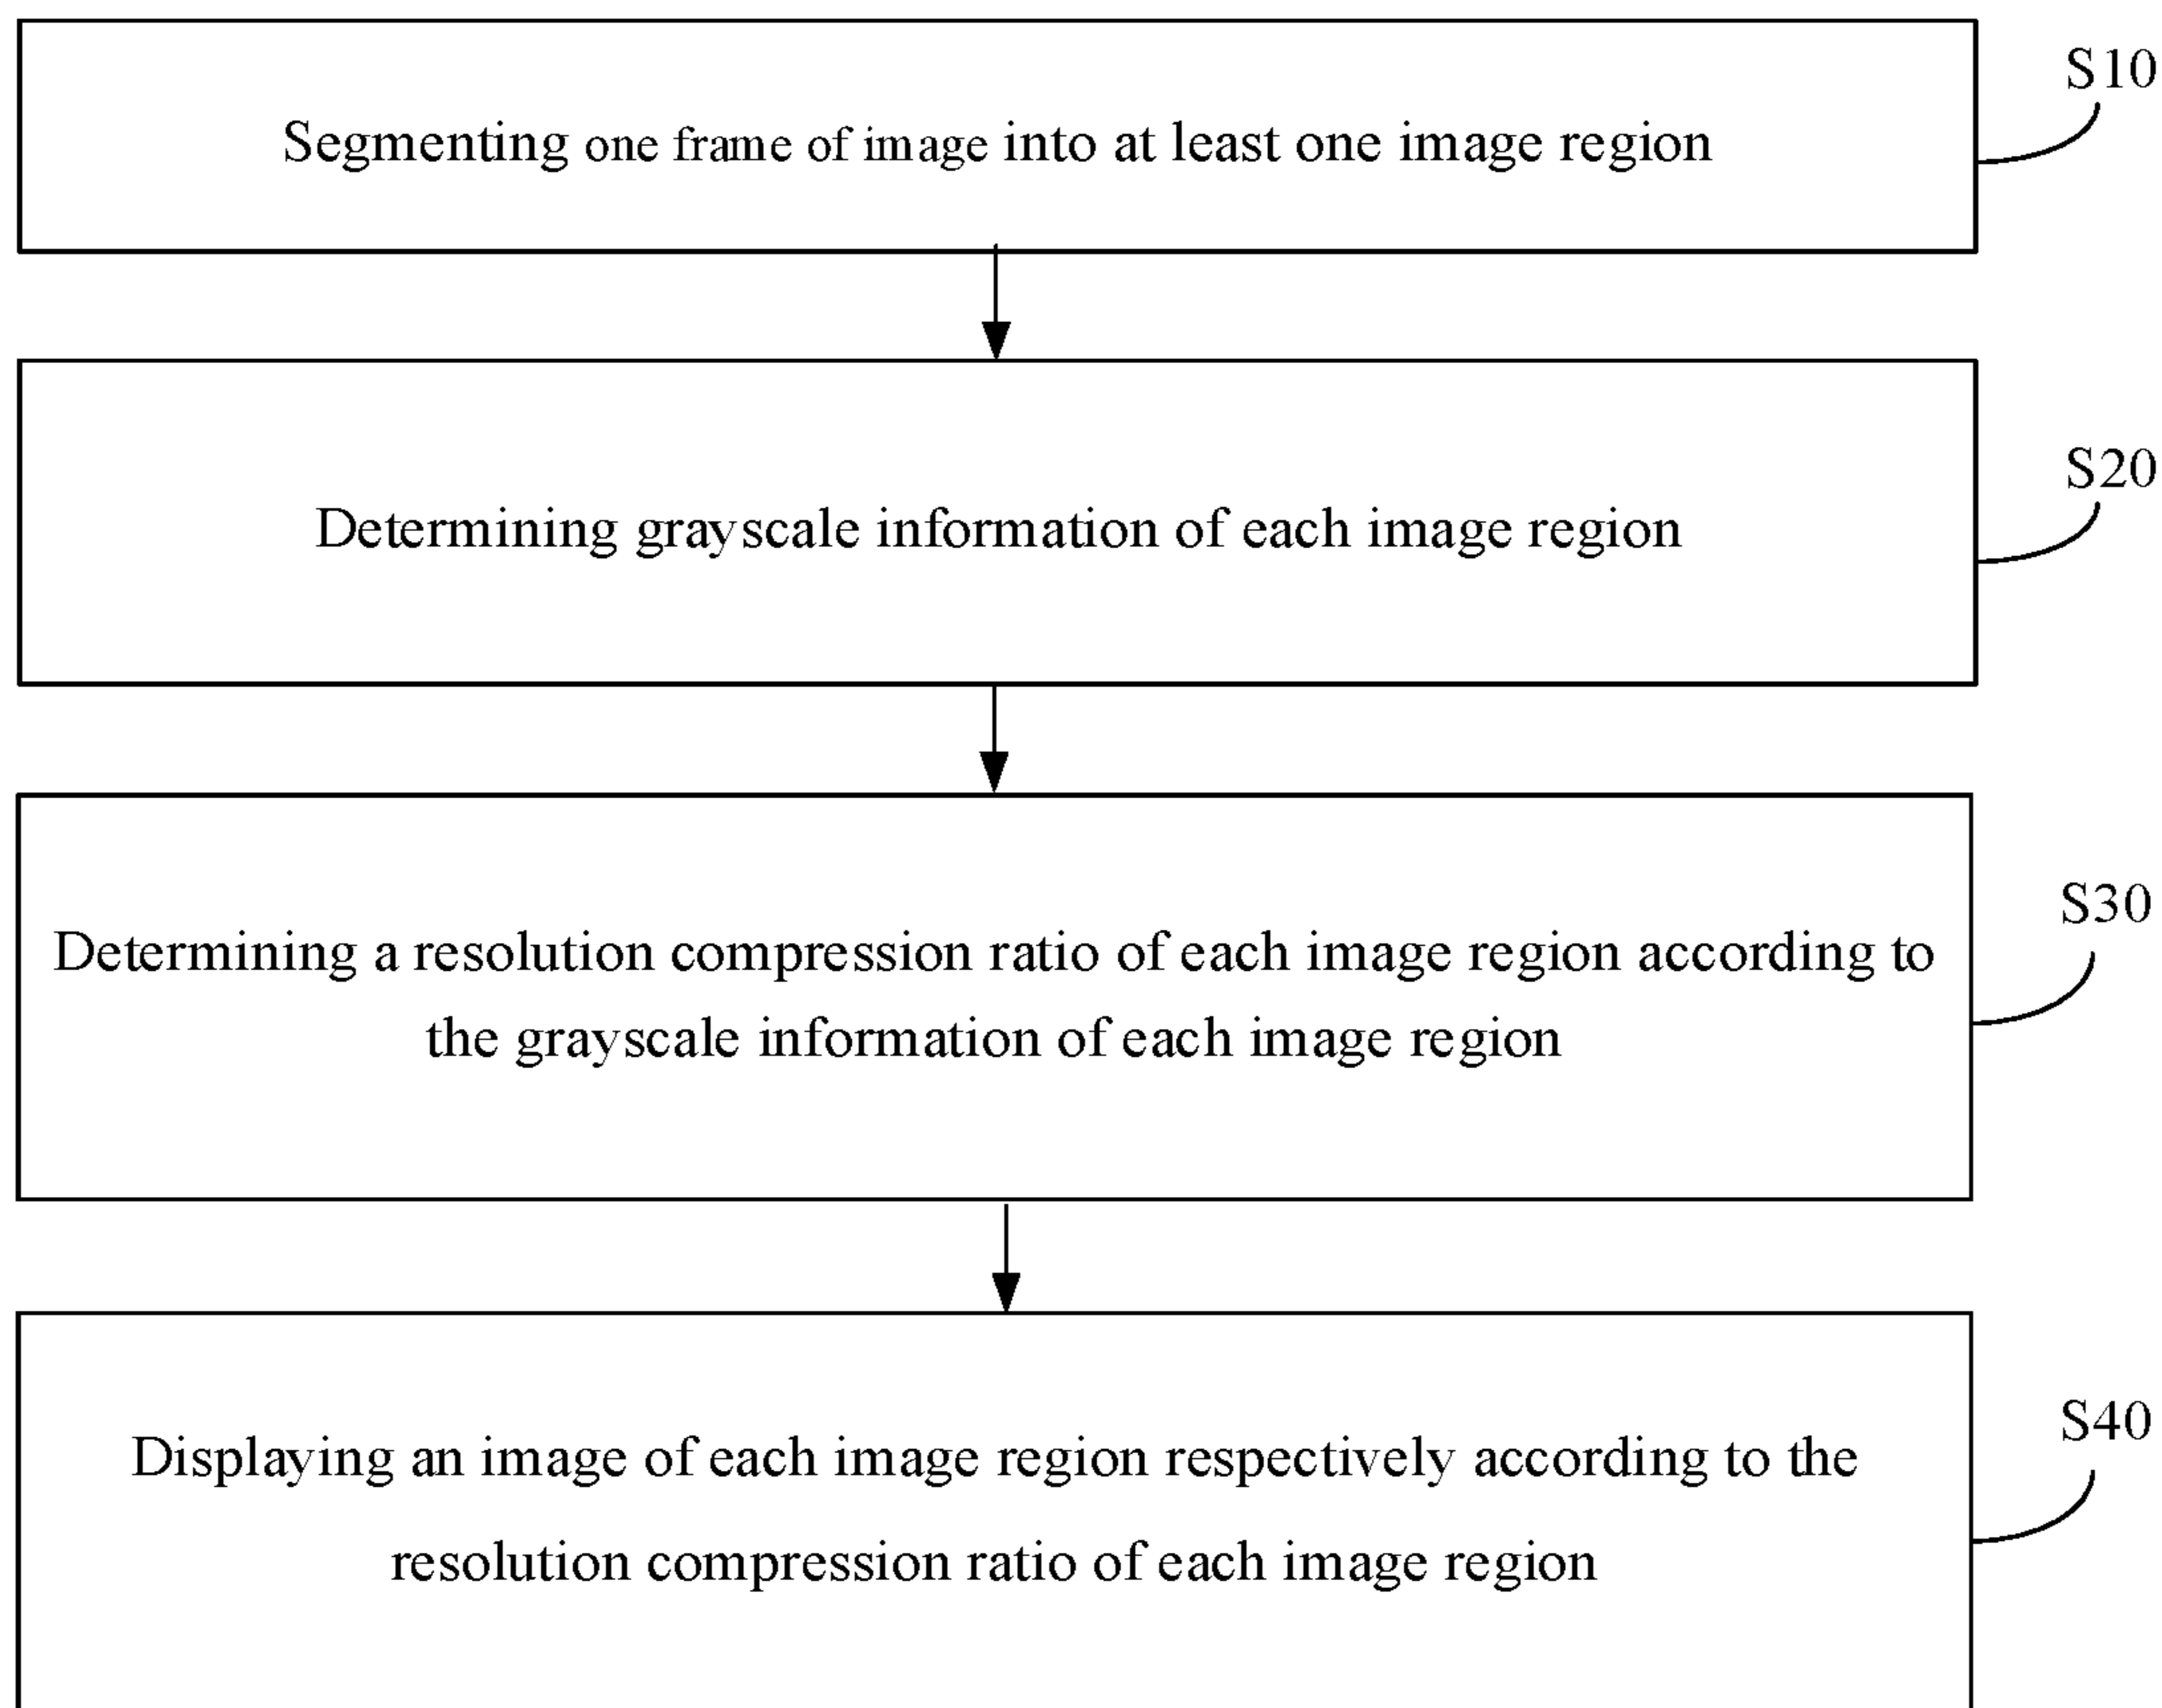 S10
Segmenting one frame of image into at least one image region
S20
Determining grayscale information of each image region
S30
Determining a resolution compression ratio of each image region according to
the grayscale information of each image region
S40
Displaying an image of each image region respectively according to the
resolution compression ratio of each image region